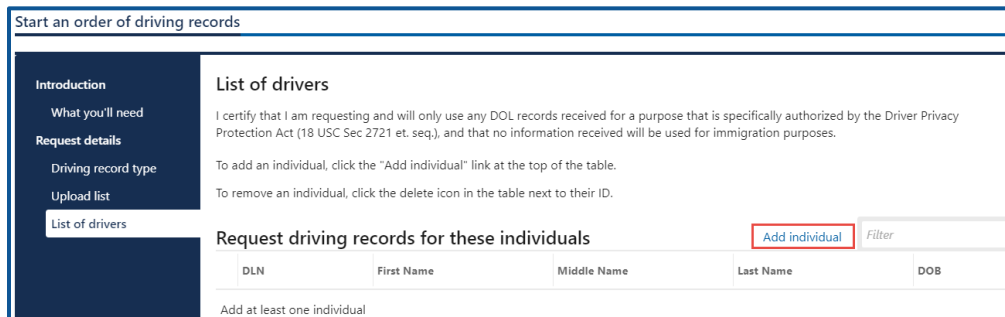 Start an order of driving records
Introduction
What you'll need
Request details
Driving record type
Upload list
List of drivers
List of drivers
I certify that I am requesting and will only use any DOL records received for a purpose that is specifically authorized by the Driver Privacy
Protection Act (18 USC Sec 2721 et. seq.), and that no information received will be used for immigration purposes.
To add an individual, click the "Add individual" link at the top of the table.
To remove an individual, click the delete icon in the table next to their ID.
Request driving records for these individuals Add individual Filter
DLN First Name Middle Name Last Name DOB
Add at least one individual